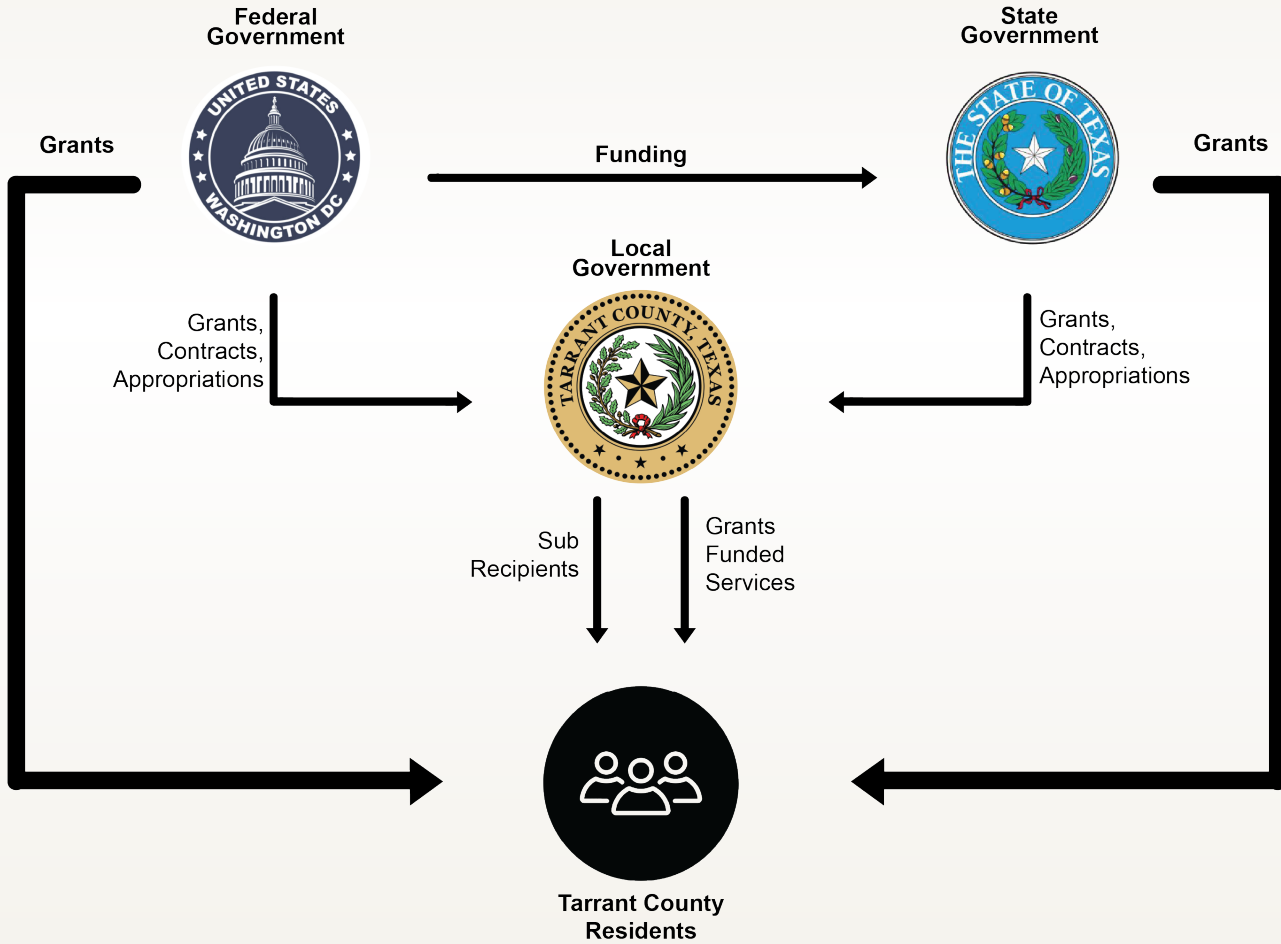 Federal
Government
State
Government
UNITED STATES
WASHINGTON DC
THE STATE OF TEXAS
Grants
Funding
Grants
Local
Government
TARRANT COUNTY, TEXAS
Grants,
Contracts,
Appropriations
Grants,
Contracts,
Appropriations
Sub
Recipients
Grants
Funded
Services
Tarrant County
Residents